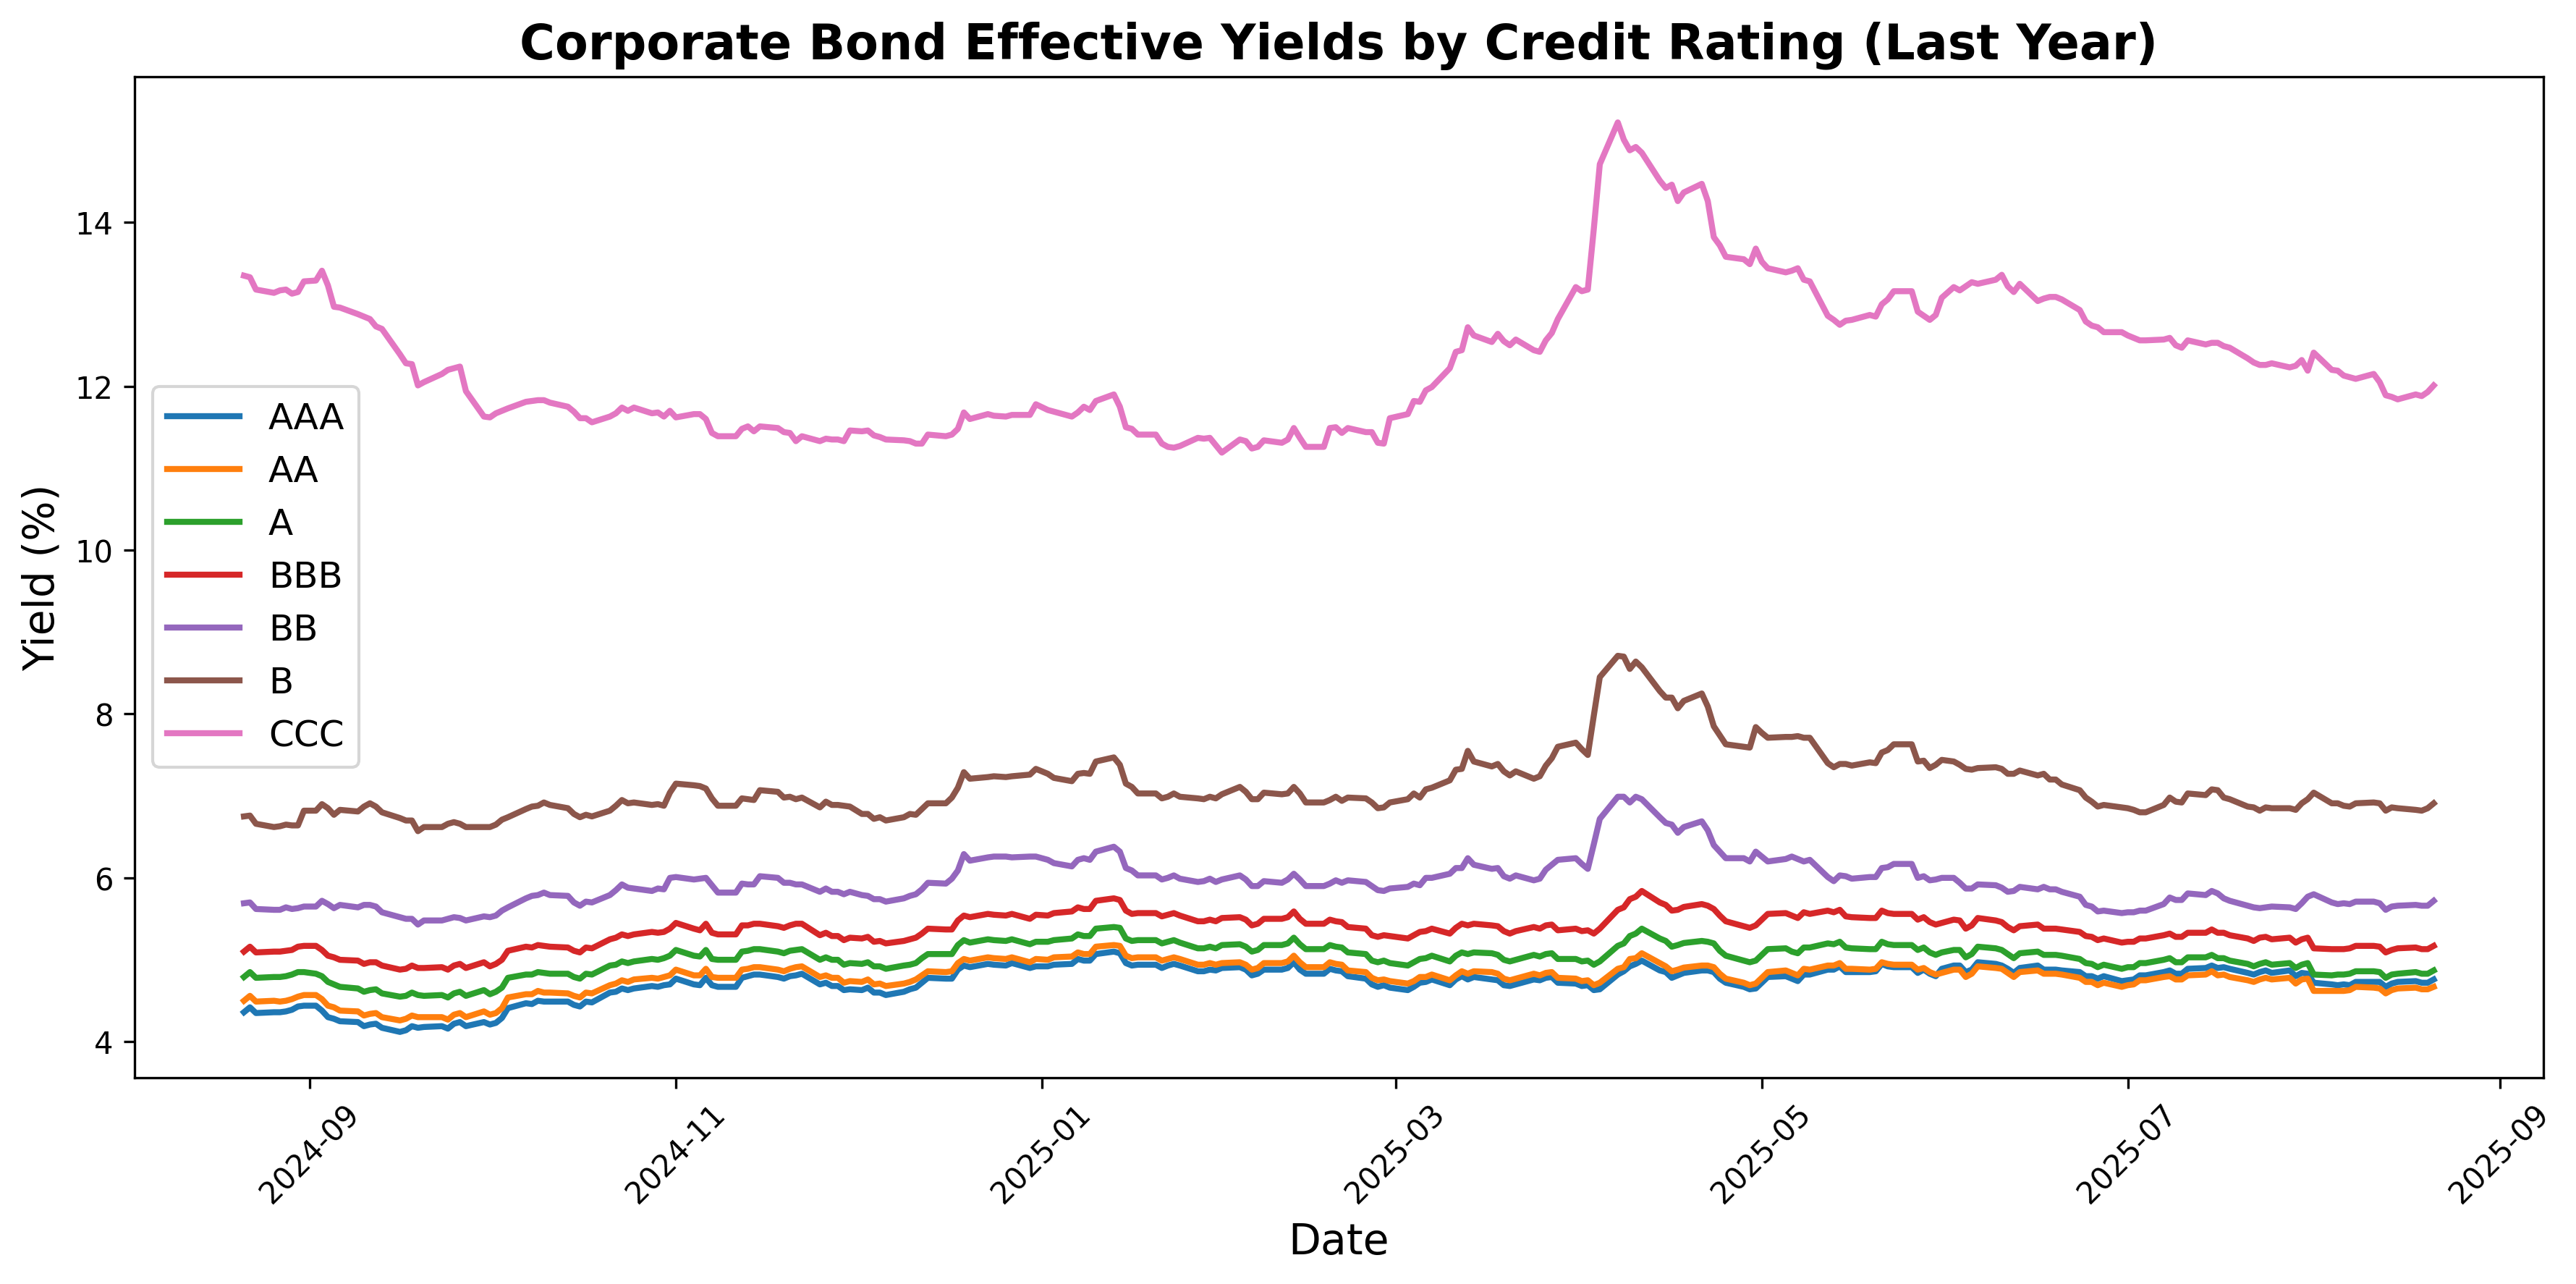 Corporate Bond Effective Yields by Credit Rating (Last Year)
Yield (%)
14
12
10
8
6
4
AAA
AA
A
BBB
BB
B
CCC
2024-09
2024-11
2025-01
2025-03
2025-05
2025-07
2025-09
Date